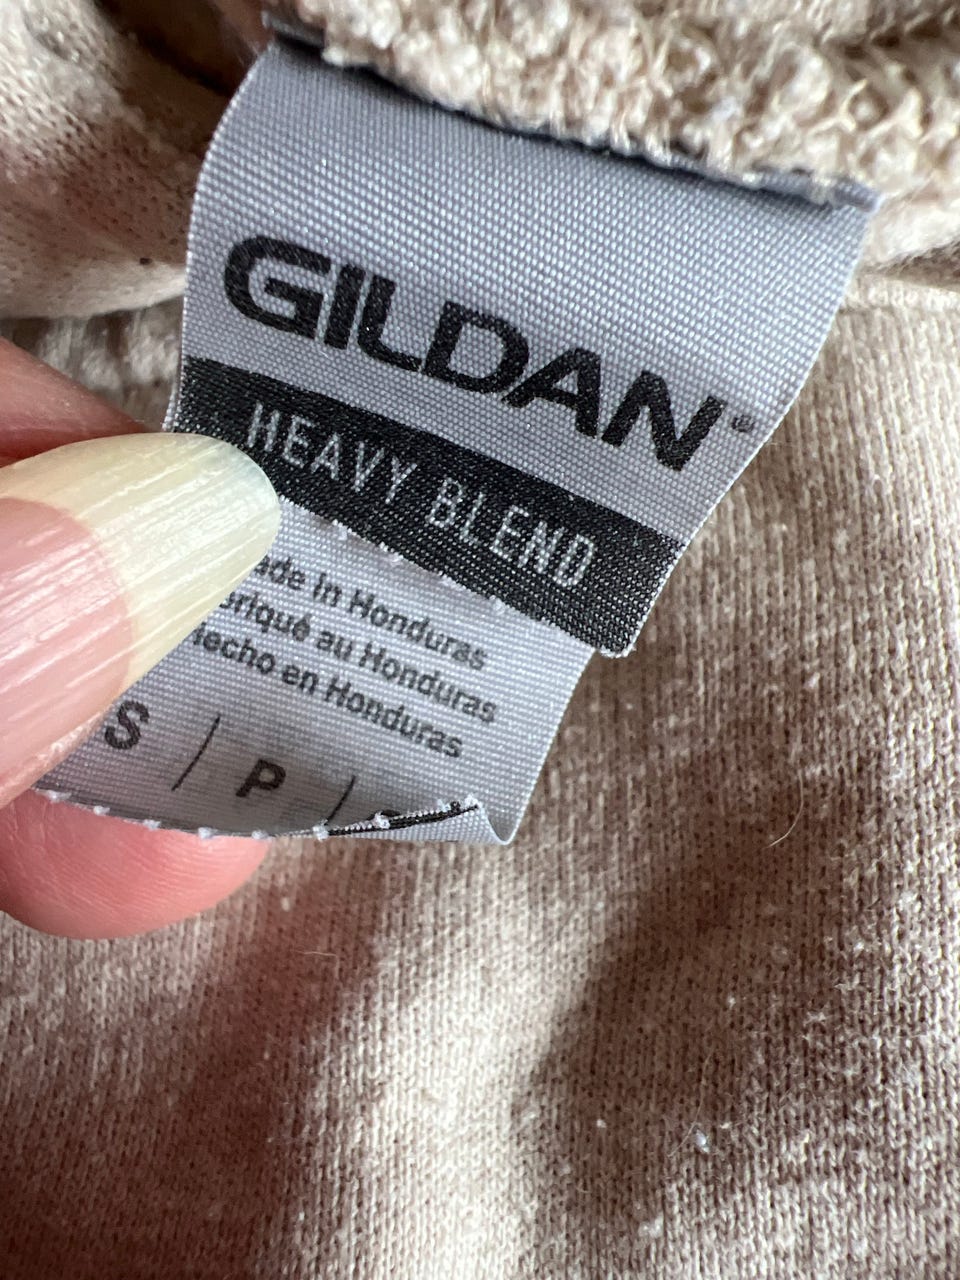 GILDAN®
HEAVY BLEND
in Honduras
au Honduras
en Honduras
S / P /